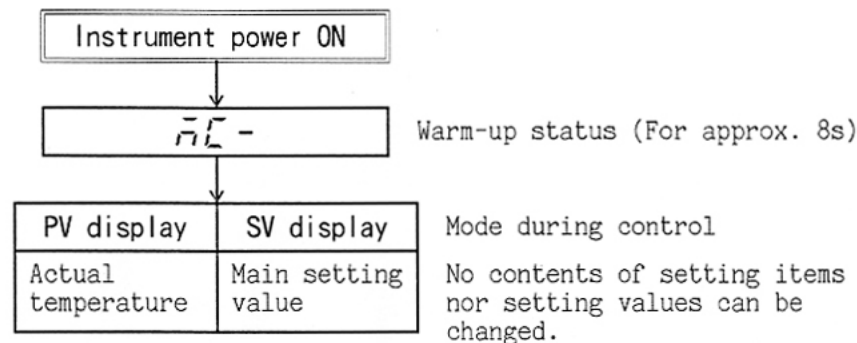 Instrument power ON
Warm-up status (For approx. 8s)
PV display
SV display
Mode during control
Actual
temperature
Main setting
value
No contents of setting items
nor setting values can be
changed.